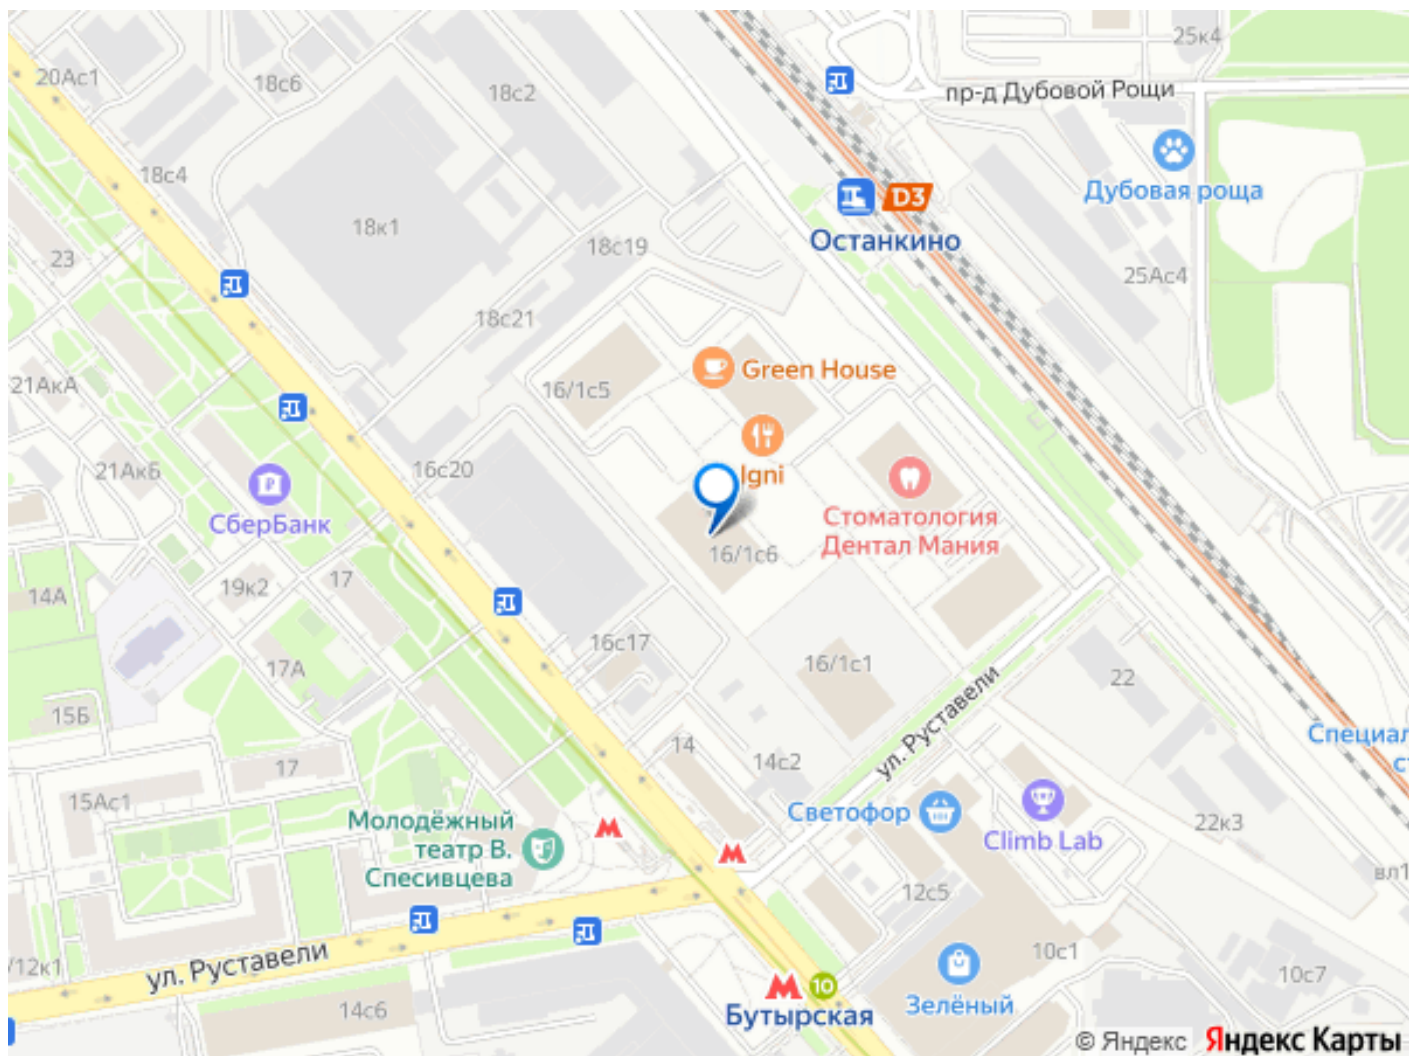 25к4
20Ас1
18с6
18с2
пр-д Дубовой Рощи
18с4
Дубовая роща
D3
18к1
Останкино
18с19
23
25Ас4
18с21
Green House
21АкА
16/1с5
21Акб
16с20
Igni
СберБанк
Стоматология
Дентал Мания
16/1с6
19к2
17
14А
16с17
17А
16/1с1
22
15Б
ул. Руставели
Специал
ст
14
14с2
17
15Ас1
Светофор
Молодёжный
театр В.
Спесивцева
Climb Lab
22к3
вл1
12с5
ул. Руставели
/12к1
10с1
10с7
10
Зелёный
14с6
Бутырская
© Яндекс Яндекс Карты